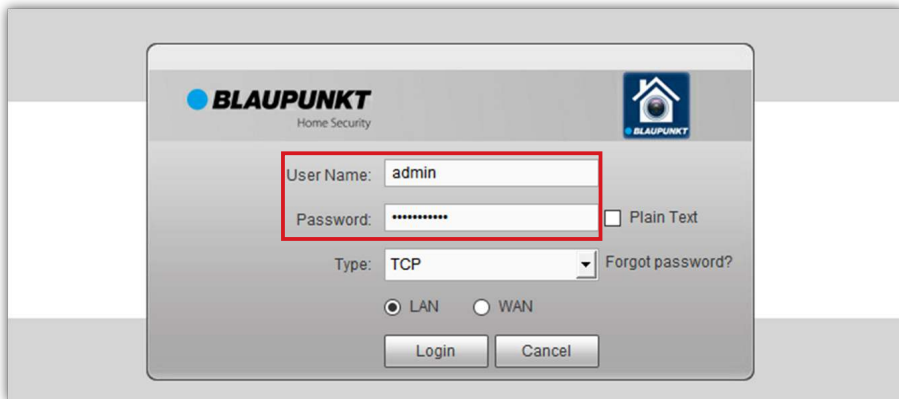 BLAUPUNKT
Home Security
BLAUPUNKT
User Name: admin
Password: •••••••••••
Plain Text
Type: TCP
Forgot password?
LAN WAN
Login Cancel